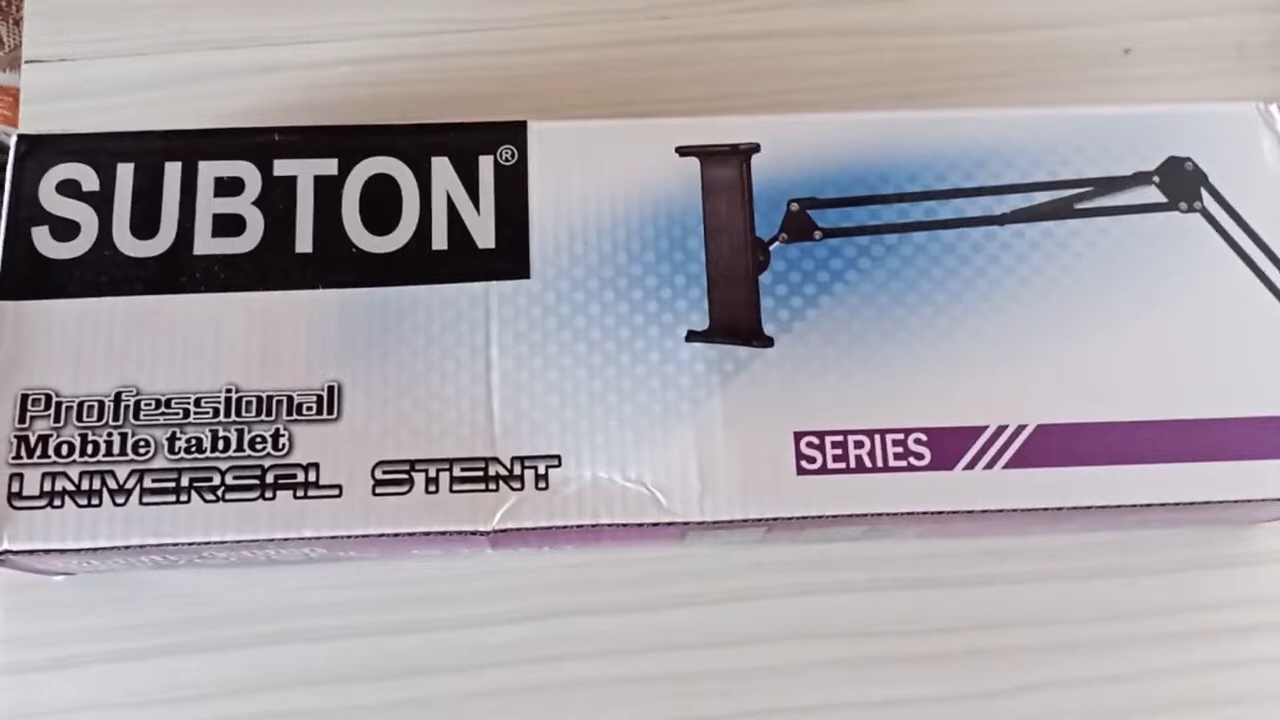 SUBTON®
Professional
Mobile tablet
UNIVERSAL STENT
SERIES